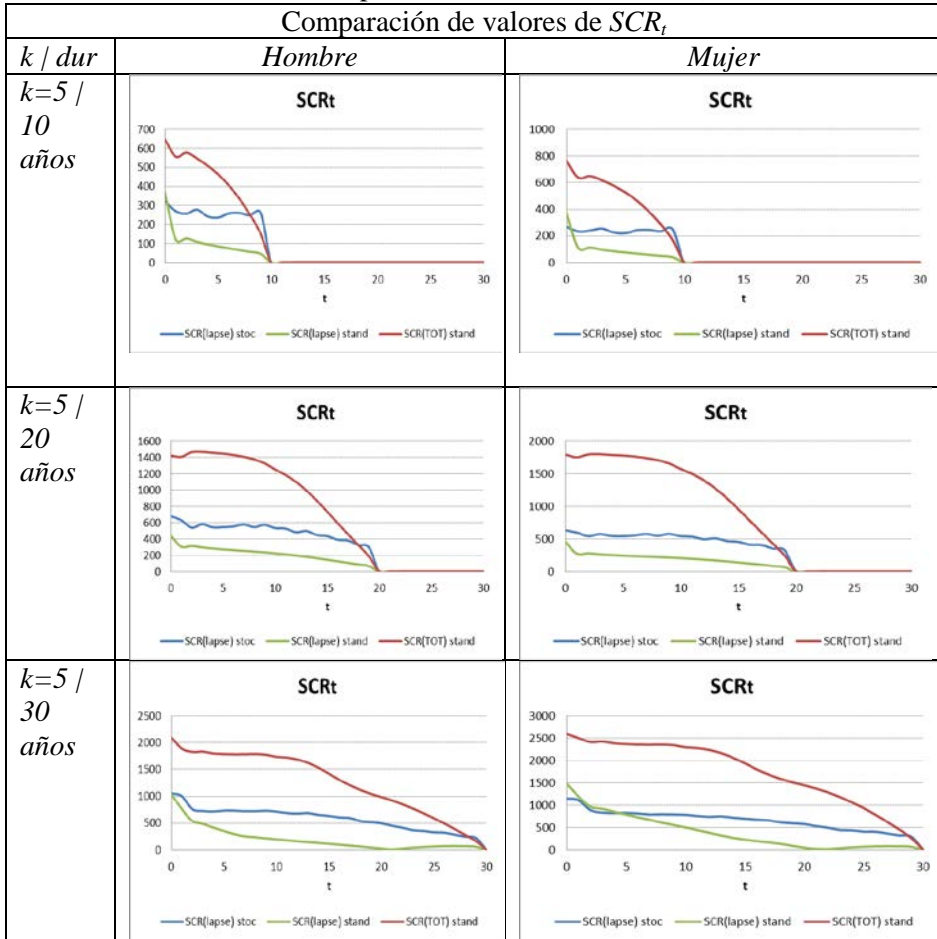 Comparación de valores de SCRt
k | dur Hombre Mujer
k=5 |
10
años
SCRt
700
600
500
400
300
200
100
0
0 5 10 15 20 25 30
t
SCR(lapse) stoc SCR(lapse) stand SCR(TOT) stand
SCRt
1000
800
600
400
200
0
0 5 10 15 20 25 30
t
SCR(lapse) stoc SCR(lapse) stand SCR(TOT) stand
k=5 |
20
años
SCRt
1600
1400
1200
1000
800
600
400
200
0
0 5 10 15 20 25 30
t
SCR(lapse) stoc SCR(lapse) stand SCR(TOT) stand
SCRt
2000
1500
1000
500
0
0 5 10 15 20 25 30
t
SCR(lapse) stoc SCR(lapse) stand SCR(TOT) stand
k=5 |
30
años
SCRt
2500
2000
1500
1000
500
0
0 5 10 15 20 25 30
t
SCR(lapse) stoc SCR(lapse) stand SCR(TOT) stand
SCRt
3000
2500
2000
1500
1000
500
0
0 5 10 15 20 25 30
t
SCR(lapse) stoc SCR(lapse) stand SCR(TOT) stand